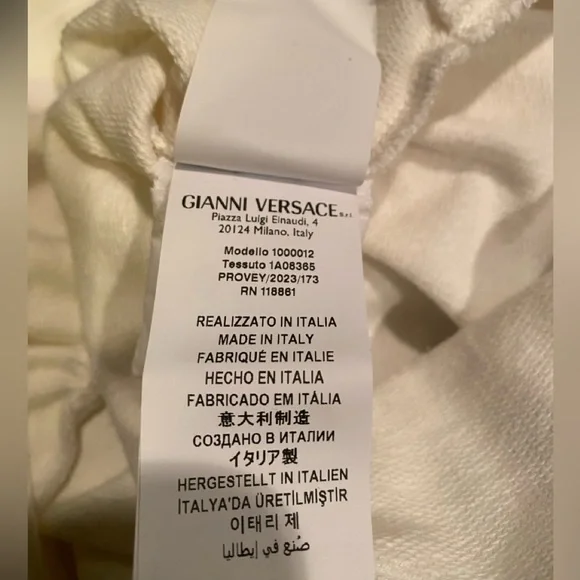 GIANNI VERSACE s.r.l
Piazza Luigi Einaudi, 4
20124 Milano, Italy
Modello 1000012
Tessuto 1A08365
PROVEY/2023/173
RN 118861
REALIZZATO IN ITALIA
MADE IN ITALY
FABRIQUÉ EN ITALIE
HECHO EN ITALIA
FABRICADO EM ITÁLIA
意大利制造
СОЗДАНО В ИТАЛИИ
イタリア製
HERGESTELLT IN ITALIEN
İTALYA'DA ÜRETİLMİŞTİR
이태리 제
صُنع في إيطاليا